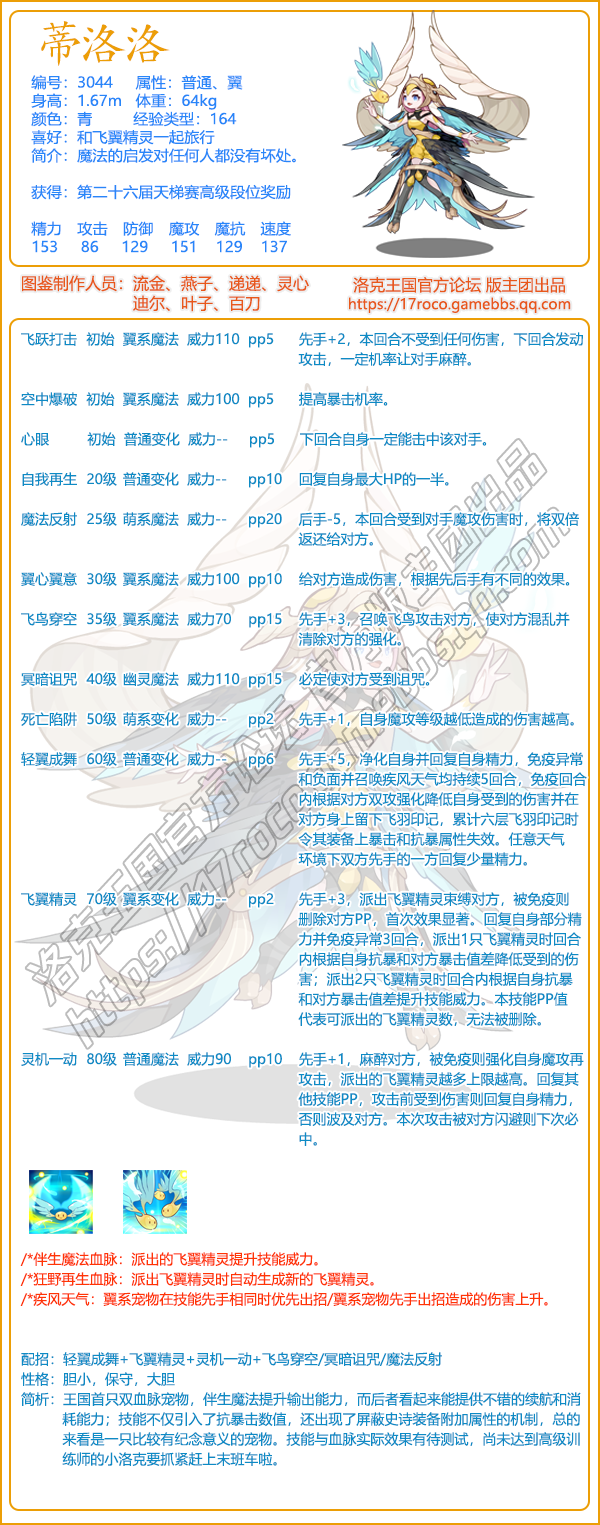 蒂洛洛
编号：3044 属性：普通、翼
身高：1.67m 体重：64kg
颜色：青 经验类型：164
喜好：和飞翼精灵一起旅行
简介：魔法的启发对任何人都没有坏处。
获得：第二十六届天梯赛高级段位奖励
精力 攻击 防御 魔攻 魔抗 速度
153 86 129 151 129 137
图鉴制作人员：流金、燕子、递递、灵心
迪尔、叶子、百刀
洛克王国官方论坛 版主团出品
https://17roco.gamebbs.qq.com
飞跃打击 初始 翼系魔法 威力110 pp5 先手+2，本回合不受到任何伤害，下回合发动
攻击，一定机率让对手麻醉。
空中爆破 初始 翼系魔法 威力100 pp5 提高暴击机率。
心眼 初始 普通变化 威力-- pp5 下回合自身一定能击中该对手。
自我再生 20级 普通变化 威力-- pp10 回复自身最大HP的一半。
魔法反射 25级 萌系魔法 威力-- pp20 后手-5，本回合受到对手魔攻伤害时，将双倍
返还给对方。
翼心翼意 30级 翼系魔法 威力100 pp10 给对方造成伤害，根据先后手有不同的效果。
飞鸟穿空 35级 翼系魔法 威力70 pp15 先手+3，召唤飞鸟攻击对方，使对方混乱并
清除对方的强化。
冥暗诅咒 40级 幽灵魔法 威力110 pp15 必定使对方受到诅咒。
死亡陷阱 50级 萌系变化 威力-- pp2 先手+1，自身魔攻等级越低造成的伤害越高。
轻翼成舞 60级 普通变化 威力-- pp6 先手+5，净化自身并回复自身精力，免疫异常
和负面并召唤疾风天气均持续5回合，免疫回合
内根据对方双攻强化降低自身受到的伤害并在
对方身上留下飞羽印记，累计六层飞羽印记时
令其装备上暴击和抗暴属性失效。任意天气
环境下双方先手的一方回复少量精力。
飞翼精灵 70级 翼系变化 威力-- pp2 先手+3，派出飞翼精灵束缚对方，被免疫则
删除对方PP，首次效果显著。回复自身部分精
力并免疫异常3回合，派出1只飞翼精灵时回合
内根据自身抗暴和对方暴击值差降低受到的伤
害；派出2只飞翼精灵时回合内根据自身抗暴
和对方暴击值差提升技能威力。本技能PP值
代表可派出的飞翼精灵数，无法被删除。
灵机一动 80级 普通魔法 威力90 pp10 先手+1，麻醉对方，被免疫则强化自身魔攻再
攻击，派出的飞翼精灵越多上限越高。回复其
他技能PP，攻击前受到伤害则回复自身精力，
否则波及对方。本次攻击被对方闪避则下次必
中。
洛克王国官方论坛 官方版主团出品
https://17roco.gamebbs.qq.com
/*伴生魔法血脉：派出的飞翼精灵提升技能威力。
/*狂野再生血脉：派出飞翼精灵时自动生成新的飞翼精灵。
/*疾风天气：翼系宠物在技能先手相同时优先出招/翼系宠物先手出招造成的伤害上升。
配招：轻翼成舞+飞翼精灵+灵机一动+飞鸟穿空/冥暗诅咒/魔法反射
性格：胆小，保守，大胆
简析：王国首只双血脉宠物，伴生魔法提升输出能力，而后者看起来能提供不错的续航和消
耗能力；技能不仅引入了抗暴击数值，还出现了屏蔽史诗装备附加属性的机制，总的
来看是一只比较有纪念意义的宠物。技能与血脉实际效果有待测试，尚未达到高级训
练师的小洛克要抓紧赶上末班车啦。